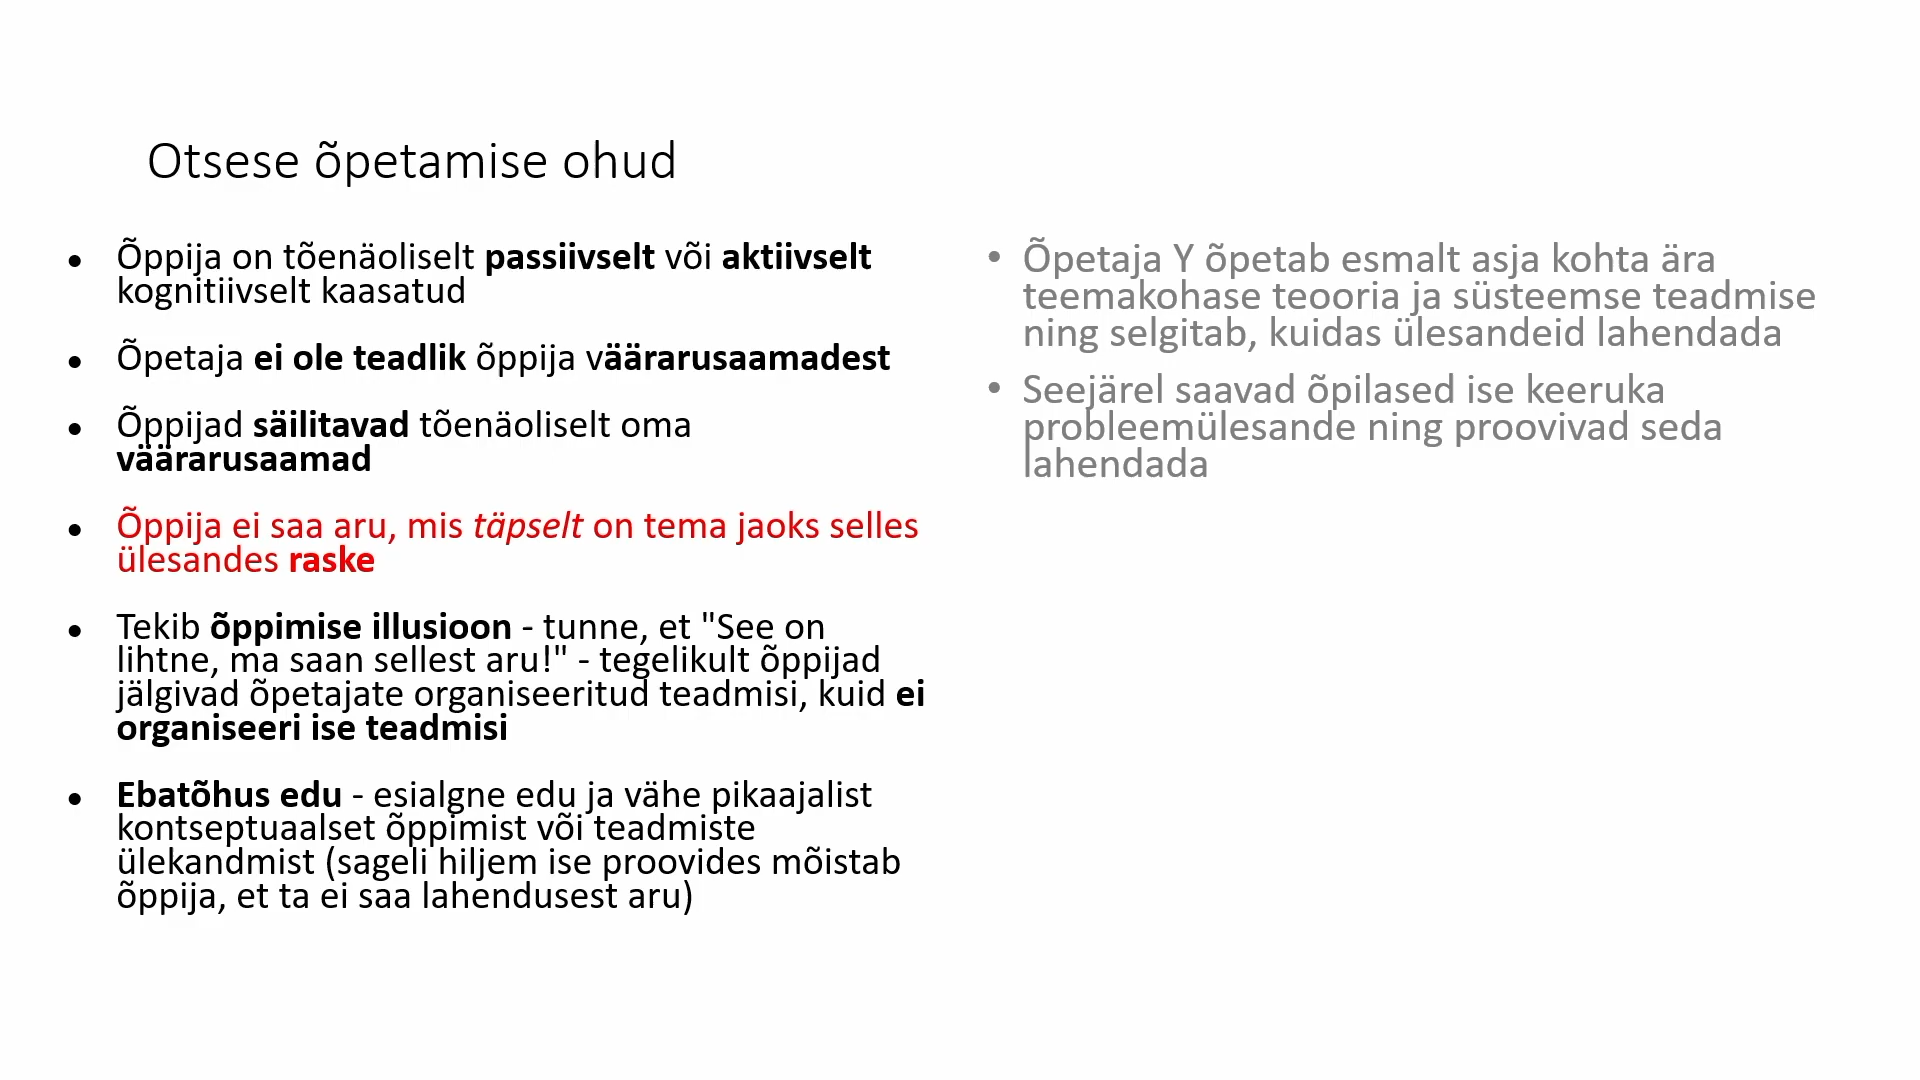 Otsese õpetamise ohud
• Õppija on tõenäoliselt passiivselt või aktiivselt
kognitiivselt kaasatud
• Õpetaja ei ole teadlik õppija väärarusaamadest
• Õppijad säilitavad tõenäoliselt oma
väärarusaamad
• Õppija ei saa aru, mis täpselt on tema jaoks selles
ülesandes raske
• Tekib õppimise illusioon - tunne, et "See on
lihtne, ma saan sellest aru!" - tegelikult õppijad
jälgivad õpetajate organiseeritud teadmisi, kuid ei
organiseeri ise teadmisi
• Ebatõhus edu - esialgne edu ja vähe pikaajalist
kontseptuaalset õppimist või teadmiste
ülekandmist (sageli hiljem ise proovides mõistab
õppija, et ta ei saa lahendusest aru)
• Õpetaja Y õpetab esmalt asja kohta ära
teemakohase teooria ja süsteemse teadmise
ning selgitab, kuidas ülesandeid lahendada
• Seejärel saavad õpilased ise keeruka
probleemülesande ning proovivad seda
lahendada